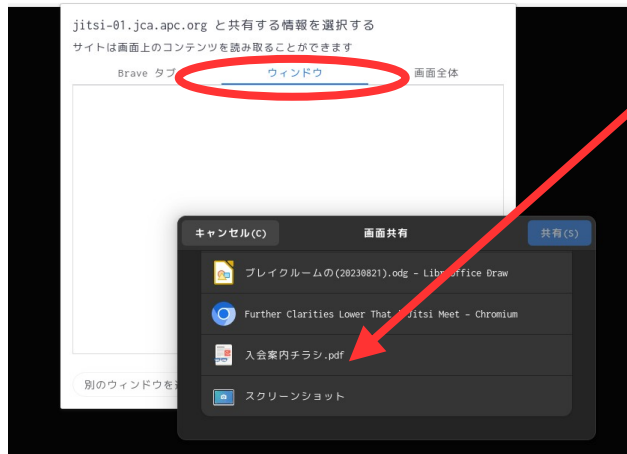 jitsi-01.jca.apc.org と共有する情報を選択する
サイトは画面上のコンテンツを読み取ることができます
Brave タブ ウィンドウ 画面全体
キャンセル(C) 画面共有 共有(S)
ブレイクルームの(20230821).odg – LibreOffice Draw
Further Clarities Lower That Jitsi Meet – Chromium
入会案内チラシ.pdf
別のウィンドウを
スクリーンショット